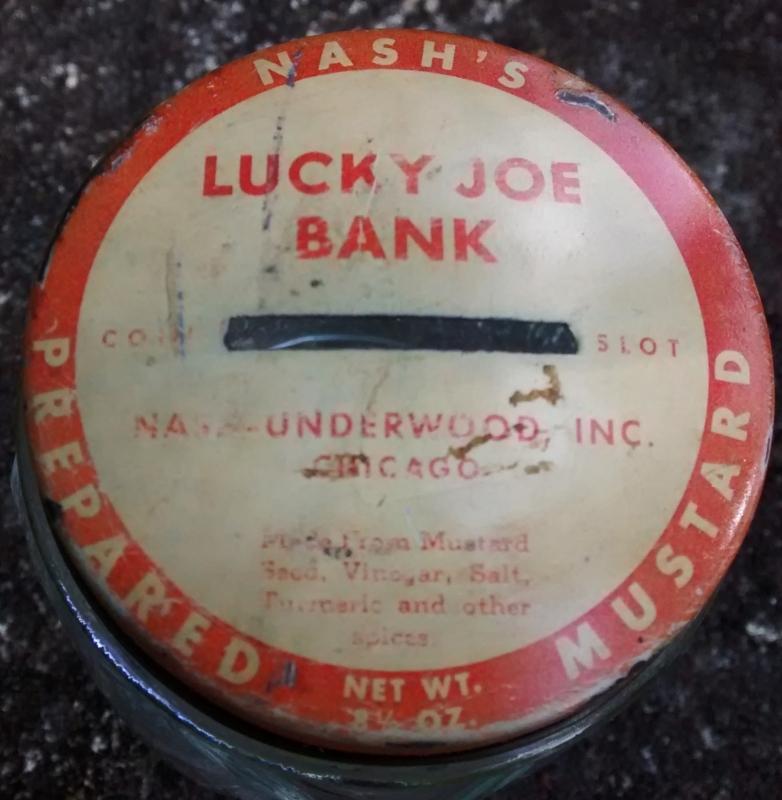 NASH'S
LUCKY JOE
BANK
COIN SLOT
NASH-UNDERWOOD, INC.
CHICAGO
Made From Mustard
Seed, Vinegar, Salt,
Turmeric and other
spices.
PREPARED MUSTARD
NET WT.
8½ OZ.